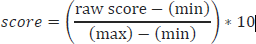 score = ( raw score − (min) / (max) − (min) ) * 10